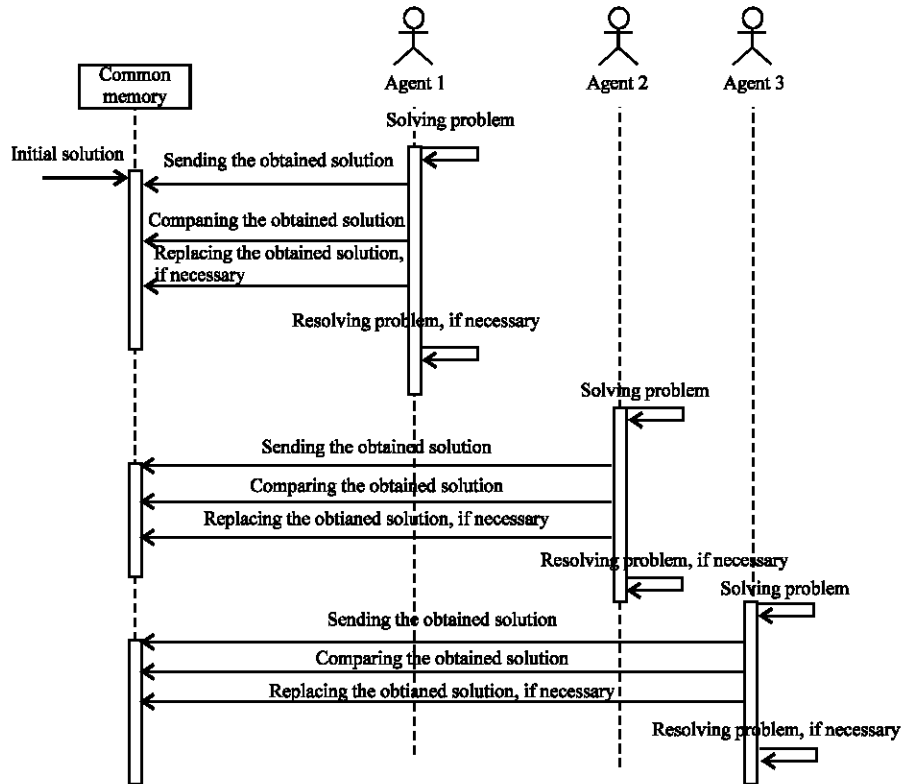 Agent 1
Agent 2
Agent 3
Common
memory
Solving problem
Initial solution
Sending the obtained solution
Companing the obtained solution
Replacing the obtained solution,
if necessary
Resolving problem, if necessary
Solving problem
Sending the obtained solution
Comparing the obtained solution
Replacing the obtianed solution, if necessary
Resolving problem, if necessary
Solving problem
Sending the obtained solution
Comparing the obtained solution
Replacing the obtianed solution, if necessary
Resolving problem, if necessary